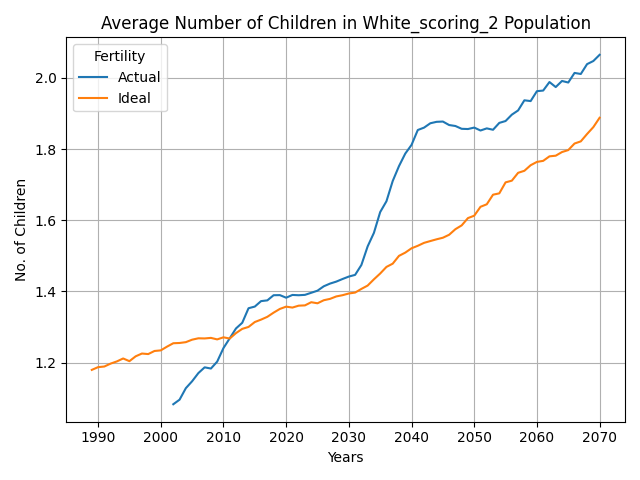 Average Number of Children in White_scoring_2 Population
Fertility
Actual
Ideal
No. of Children
2.0
1.8
1.6
1.4
1.2
1990 2000 2010 2020 2030 2040 2050 2060 2070
Years